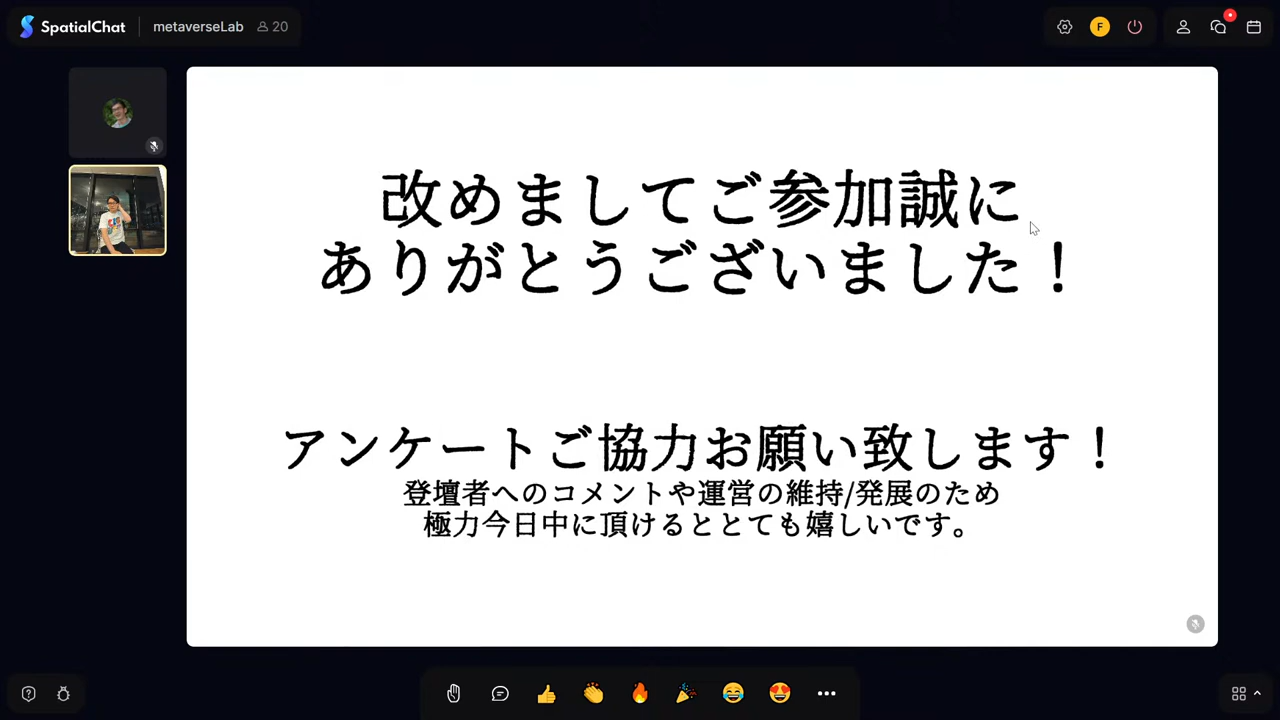 SpatialChat
metaverseLab
20
F
改めましてご参加誠に
ありがとうございました！
アンケートご協力お願い致します！
登壇者へのコメントや運営の維持/発展のため
極力今日中に頂けるととても嬉しいです。